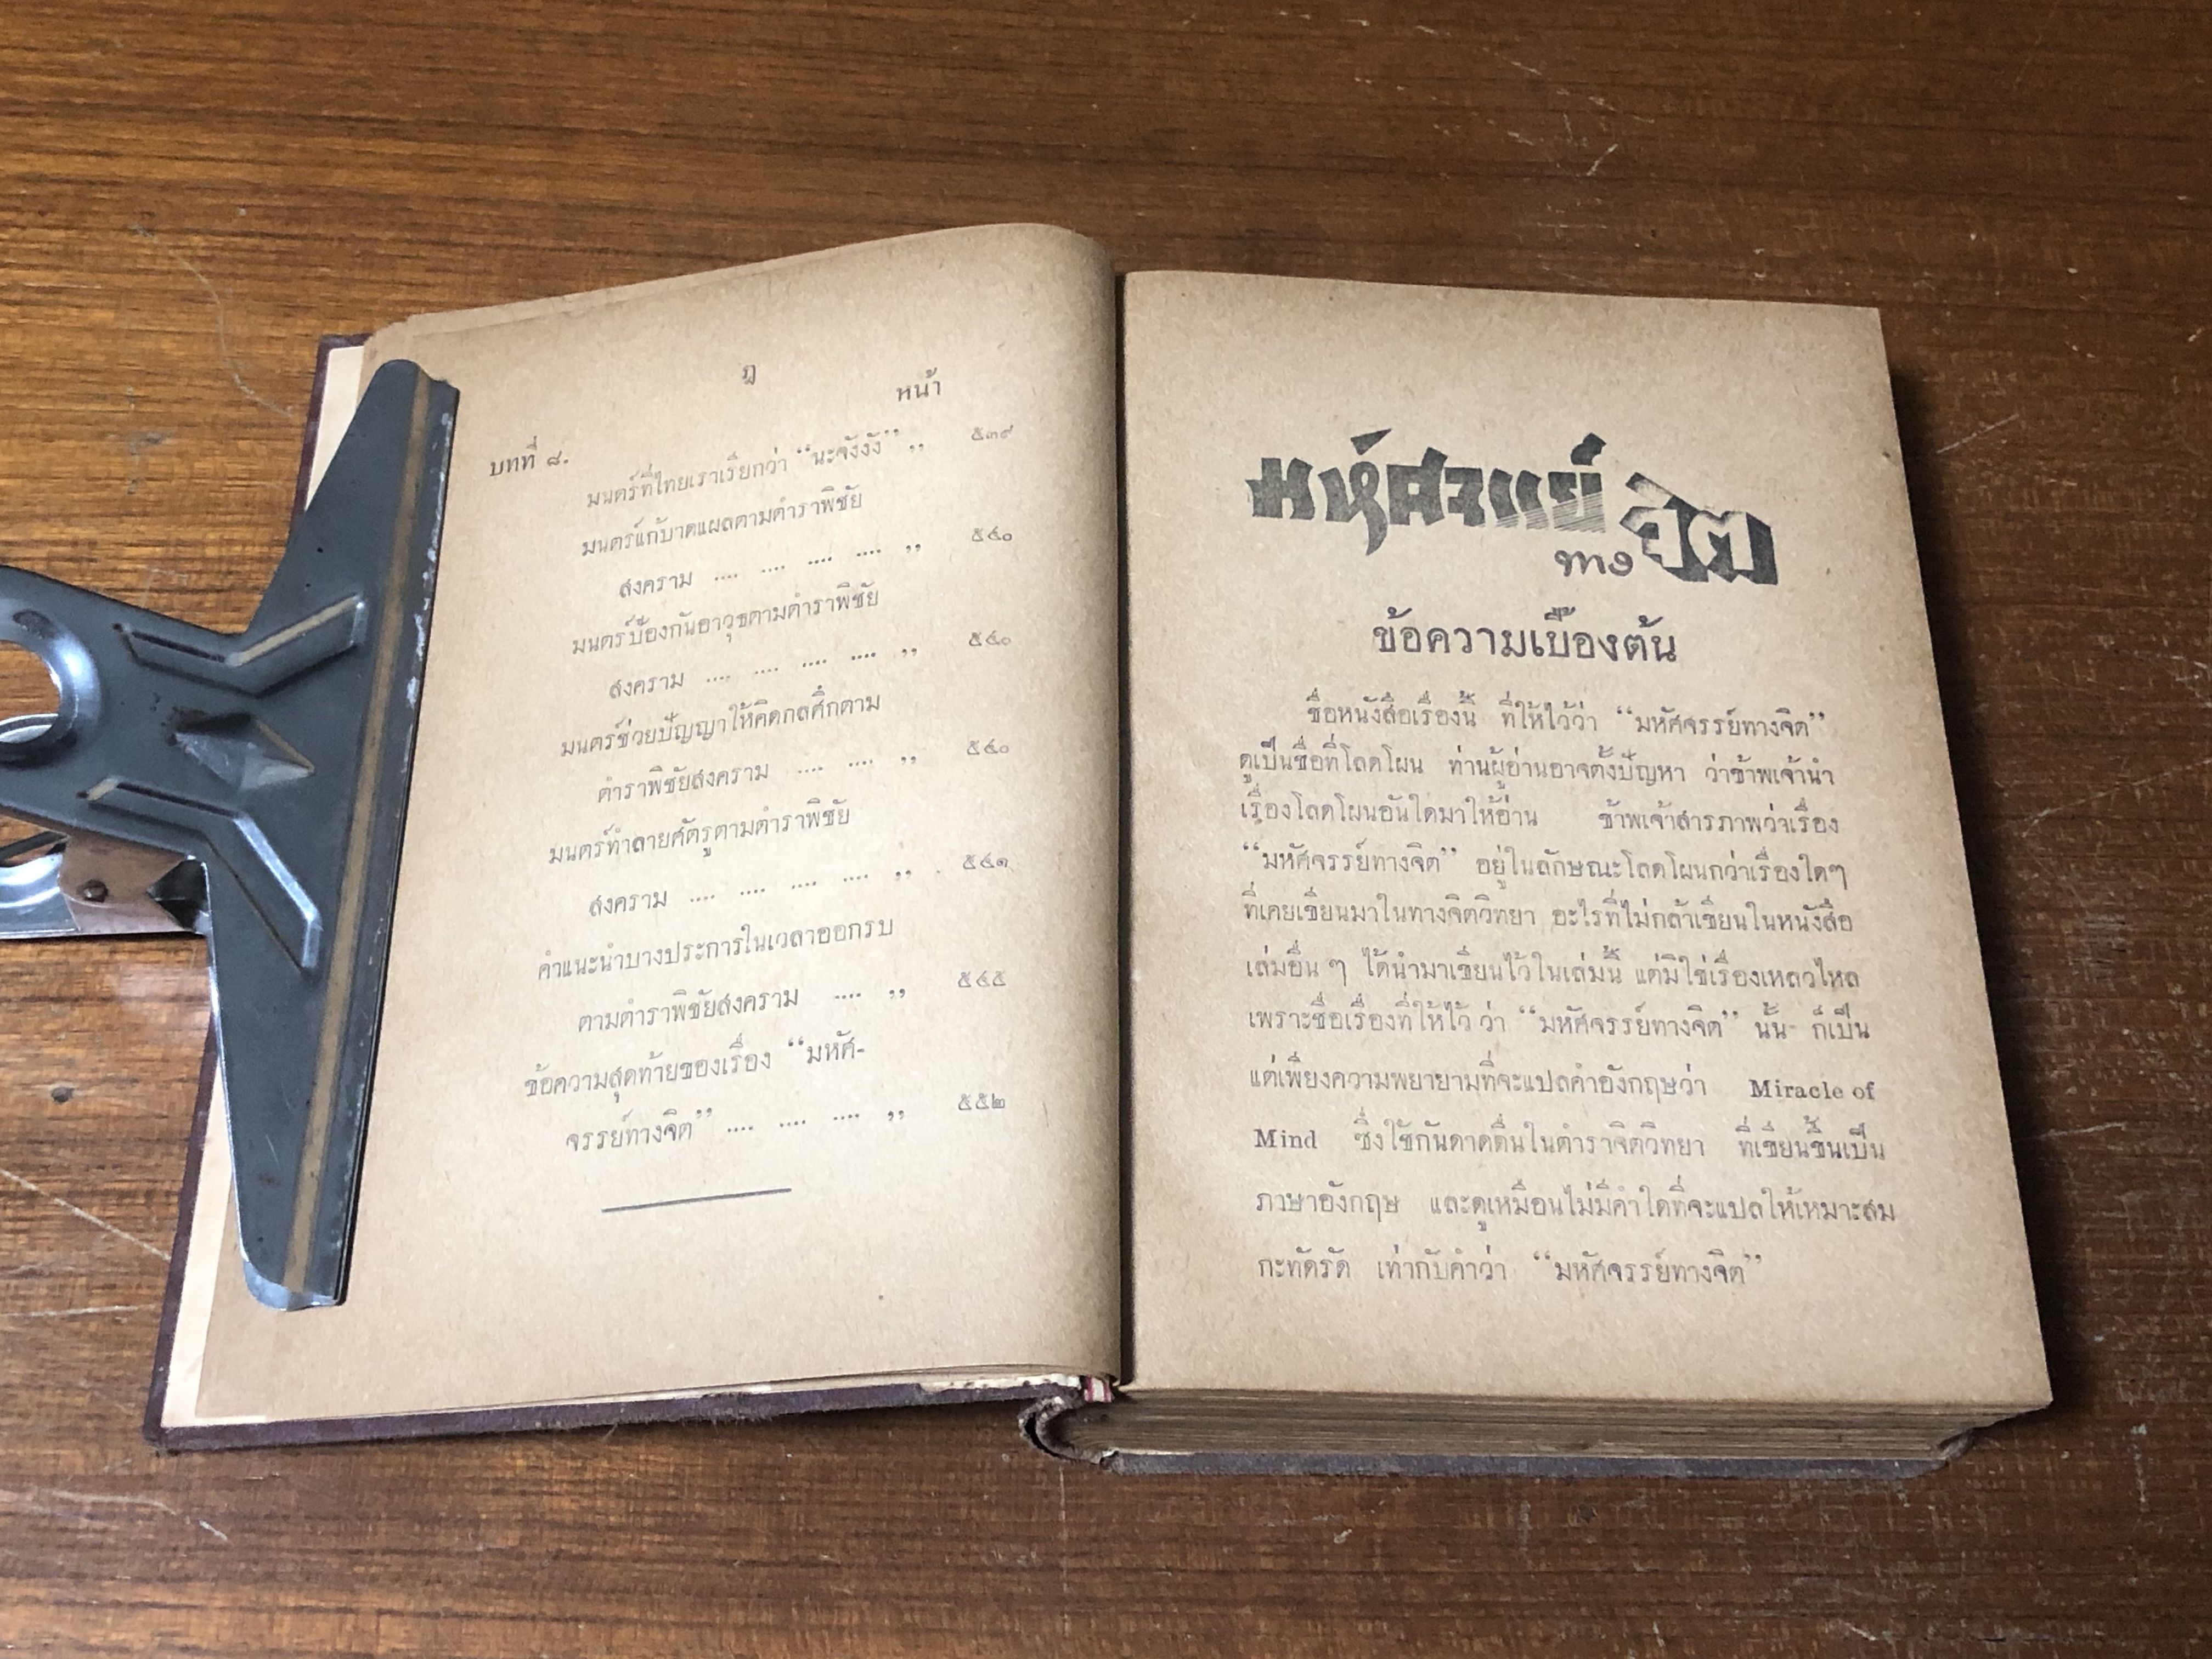 ฎ
หน้า
บทที่ ๘.
มนตร์ที่ไทยเราเรียกว่า “นะจังงัง” ,, ๕๓๙
มนตร์แก้บาดแผลตามตำราพิชัย
สงคราม .... .... .... .... ,, ๕๔๐
มนตร์ป้องกันอาวุธตามตำราพิชัย
สงคราม .... .... .... .... ,, ๕๔๐
มนตร์ช่วยปัญญาให้คิดกลศึกตาม
ตำราพิชัยสงคราม .... .... ,, ๕๔๐
มนตร์ทำลายศัตรูตามตำราพิชัย
สงคราม .... .... .... .... ,, ๕๔๑
คำแนะนำบางประการในเวลาออกรบ
ตามตำราพิชัยสงคราม .... ,, ๕๔๕
ข้อความสุดท้ายของเรื่อง “มหัศ-
จรรย์ทางจิต” .... .... .... ,, ๕๕๒
มหัศจรรย์
ทางจิต
ข้อความเบื้องต้น
ชื่อหนังสือเรื่องนี้ ที่ให้ไว้ว่า “มหัศจรรย์ทางจิต”
ดูเป็นชื่อที่โลดโผน ท่านผู้อ่านอาจตั้งปัญหา ว่าข้าพเจ้านำ
เรื่องโลดโผนอันใดมาให้อ่าน ข้าพเจ้าสารภาพว่าเรื่อง
“มหัศจรรย์ทางจิต” อยู่ในลักษณะโลดโผนกว่าเรื่องใดๆ
ที่เคยเขียนมาในทางจิตวิทยา อะไรที่ไม่กล้าเขียนในหนังสือ
เล่มอื่น ๆ ได้นำมาเขียนไว้ในเล่มนี้ แต่มิใช่เรื่องเหลวไหล
เพราะชื่อเรื่องที่ให้ไว้ ว่า “มหัศจรรย์ทางจิต” นั้น ก็เป็น
แต่เพียงความพยายามที่จะแปลคำอังกฤษว่า Miracle of
Mind ซึ่งใช้กันดาดดื่นในตำราจิตวิทยา ที่เขียนขึ้นเป็น
ภาษาอังกฤษ และดูเหมือนไม่มีคำใดที่จะแปลให้เหมาะสม
กะทัดรัด เท่ากับคำว่า “มหัศจรรย์ทางจิต”